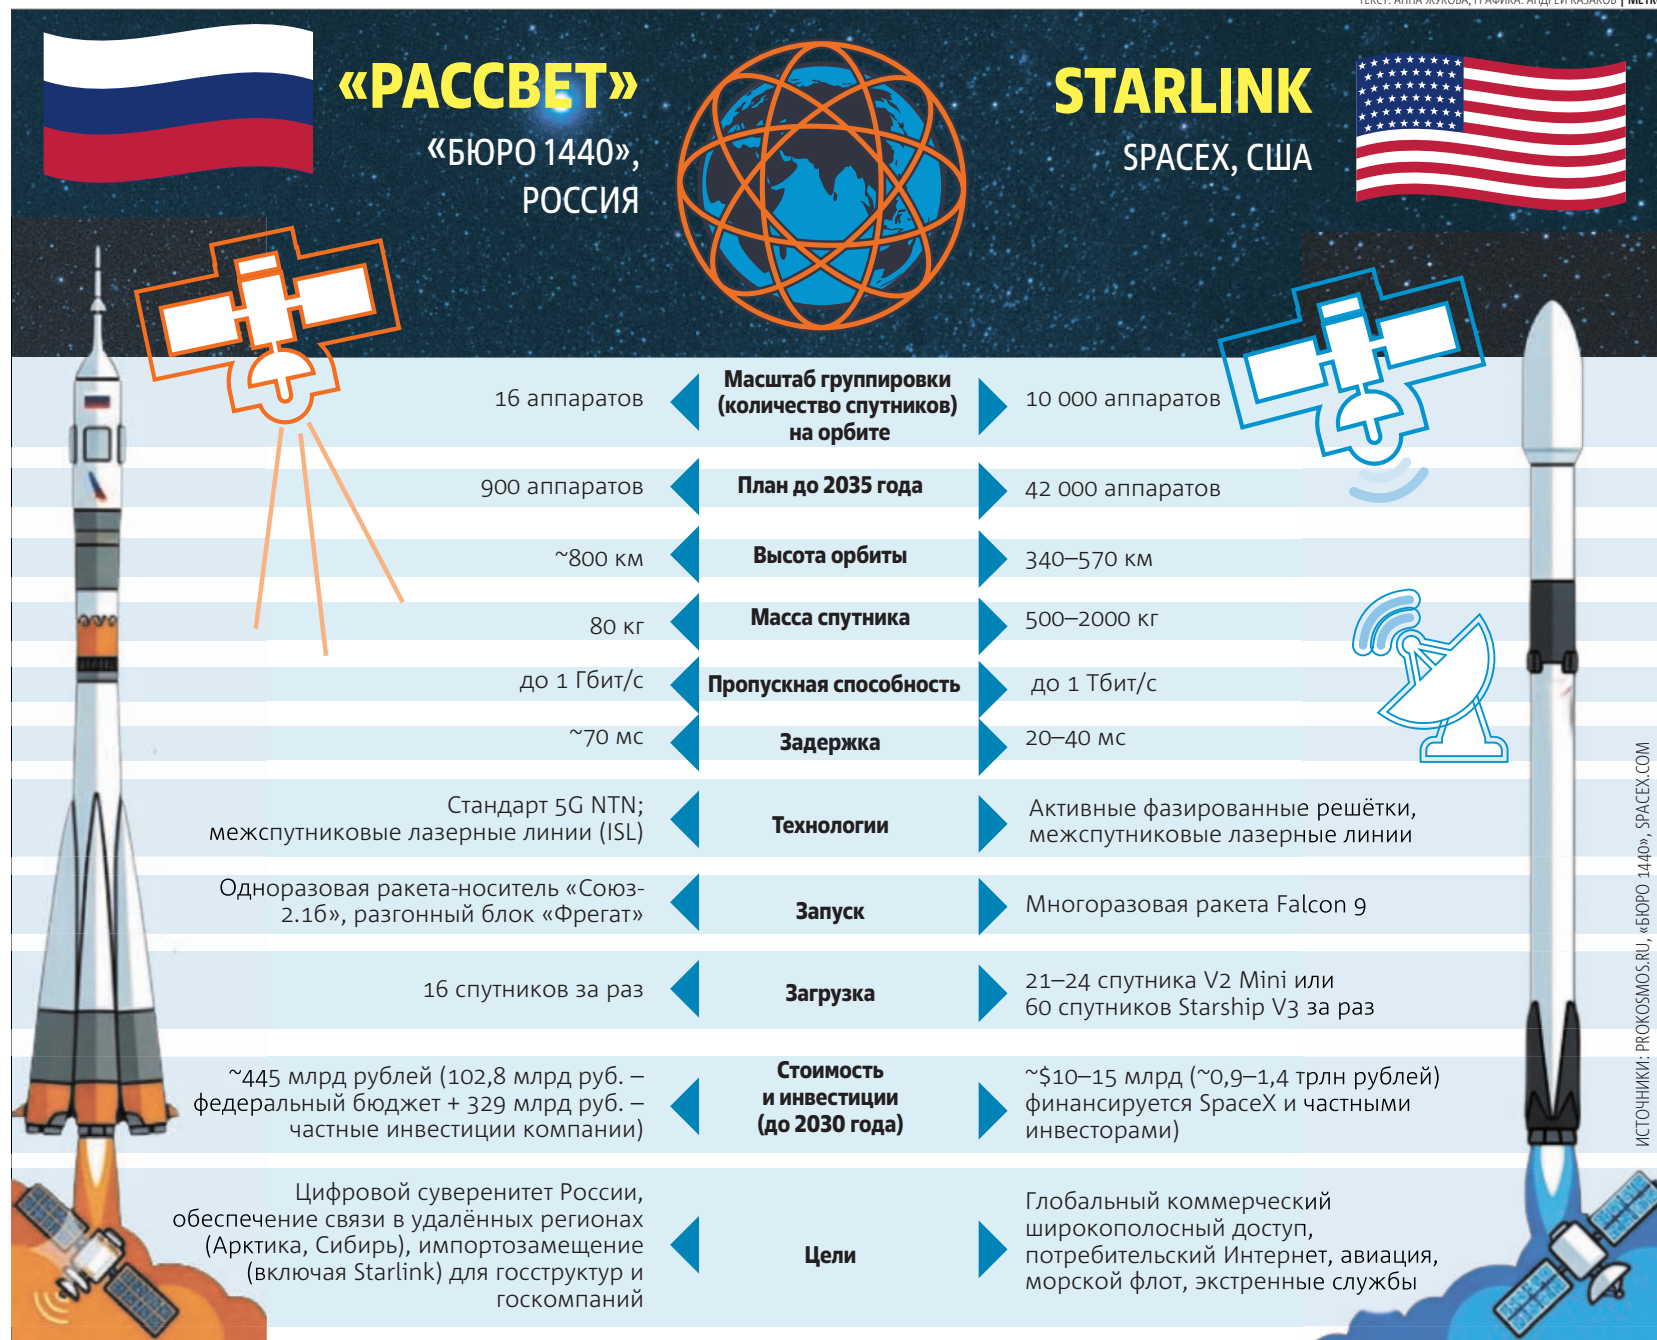 ТЕКСТ: АННА ЖУКОВА, ГРАФИКА: АНДРЕЙ КАЗАКОВ | METRO
«РАССВЕТ»
«БЮРО 1440»,
РОССИЯ
STARLINK
SPACEX, США
16 аппаратов
Масштаб группировки
(количество спутников)
на орбите
10 000 аппаратов
900 аппаратов
План до 2035 года
42 000 аппаратов
~800 км
Высота орбиты
340–570 км
80 кг
Масса спутника
500–2000 кг
до 1 Гбит/с
Пропускная способность
до 1 Тбит/с
~70 мс
Задержка
20–40 мс
Стандарт 5G NTN;
межспутниковые лазерные линии (ISL)
Технологии
Активные фазированные решётки,
межспутниковые лазерные линии
Одноразовая ракета-носитель «Союз-
2.1б», разгонный блок «Фрегат»
Запуск
Многоразовая ракета Falcon 9
16 спутников за раз
Загрузка
21–24 спутника V2 Mini или
60 спутников Starship V3 за раз
~445 млрд рублей (102,8 млрд руб. –
федеральный бюджет + 329 млрд руб. –
частные инвестиции компании)
Стоимость
и инвестиции
(до 2030 года)
~$10–15 млрд (~0,9–1,4 трлн рублей)
финансируется SpaceX и частными
инвесторами)
Цифровой суверенитет России,
обеспечение связи в удалённых регионах
(Арктика, Сибирь), импортозамещение
(включая Starlink) для госструктур и
госкомпаний
Цели
Глобальный коммерческий
широкополосный доступ,
потребительский Интернет, авиация,
морской флот, экстренные службы
ИСТОЧНИКИ: PROKOSMOS.RU, «БЮРО 1440», SPACEX.COM